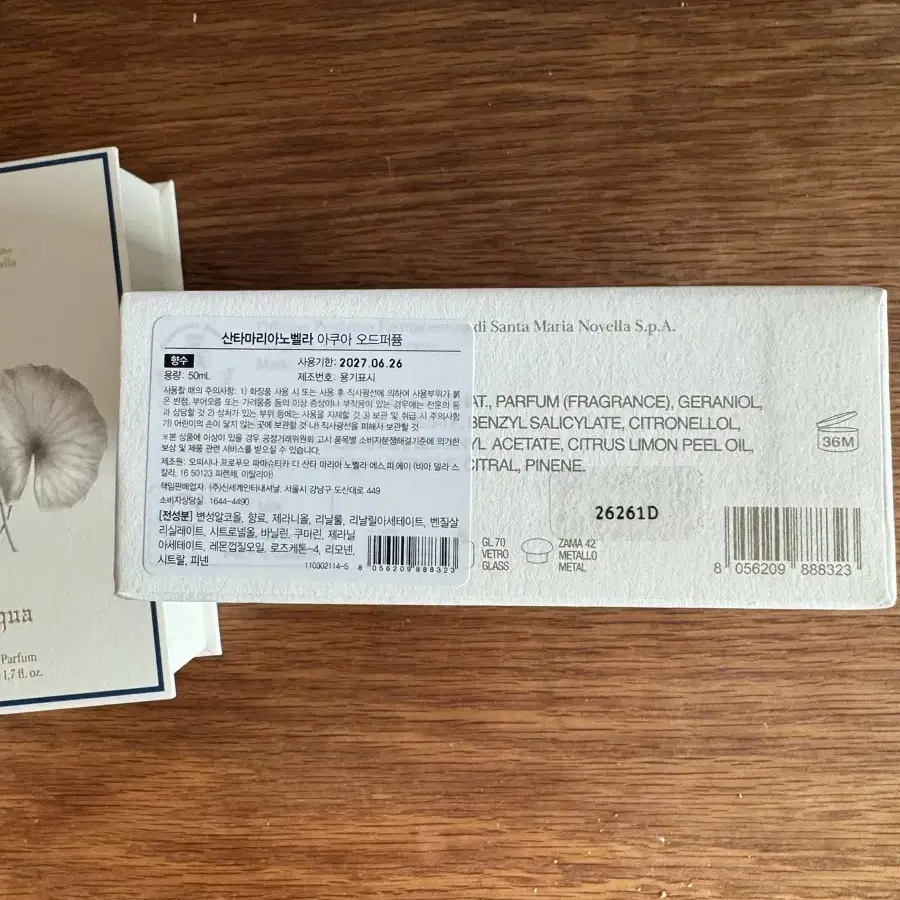 ella
qua
Parfum
1,7 fl. oz.
산타마리아노벨라 아쿠아 오드퍼퓸
향수
사용기한: 2027.06.26
용량: 50mL
제조번호: 용기표시
사용할 때의 주의사항: 1) 화장품 사용 시 또는 사용 후 직사광선에 의하여 사용부위가 붉
은 반점, 부어오름 또는 가려움증 등의 이상 증상이나 부작용이 있는 경우에는 전문의 등
과 상담할 것 2) 상처가 있는 부위 등에는 사용을 자제할 것 3) 보관 및 취급 시 주의사항
가) 어린이의 손이 닿지 않는 곳에 보관할 것 나) 직사광선을 피해서 보관할 것
※본 상품에 이상이 있을 경우 공정거래위원회 고시 품목별 소비자분쟁해결기준에 의거한
보상 및 제품 관련 서비스를 받으실 수 있습니다.
제조원: 오피시나 프로푸모 파마슈티카 디 산타 마리아 노벨라 에스.피.에이 (비아 델라 스
칼라, 16 50123 피렌체, 이탈리아)
책임판매업자: (주)신세계인터내셔날, 서울시 강남구 도산대로 449
소비자상담실: 1644-4490
[전성분] 변성알코올, 향료, 제라니올, 리날룰, 리날릴아세테이트, 벤질살
리실레이트, 시트로넬올, 바닐린, 쿠마린, 제라닐
아세테이트, 레몬껍질오일, 로즈케톤-4, 리모넨,
시트랄, 피넨
110302114-S
8 056209 888323
di Santa Maria Novella S.p.A.
AT., PARFUM (FRAGRANCE), GERANIOL,
BENZYL SALICYLATE, CITRONELLOL,
YL ACETATE, CITRUS LIMON PEEL OIL,
CITRAL, PINENE.
36M
26261D
GL 70
VETRO
GLASS
ZAMA 42
METALLO
METAL
8 056209 888323